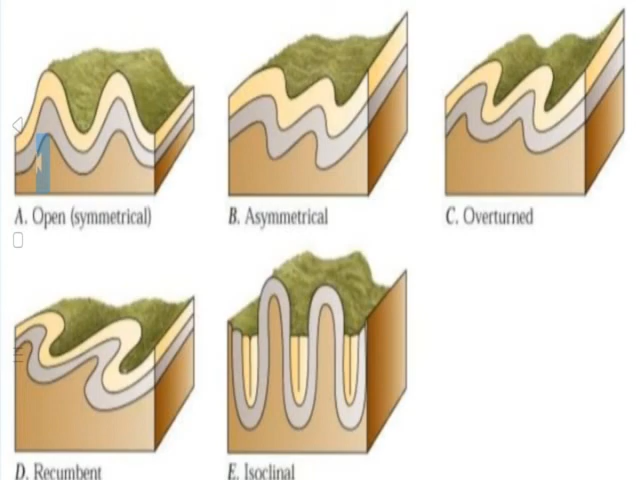 A. Open (symmetrical)
B. Asymmetrical
C. Overturned
D. Recumbent
E. Isoclinal